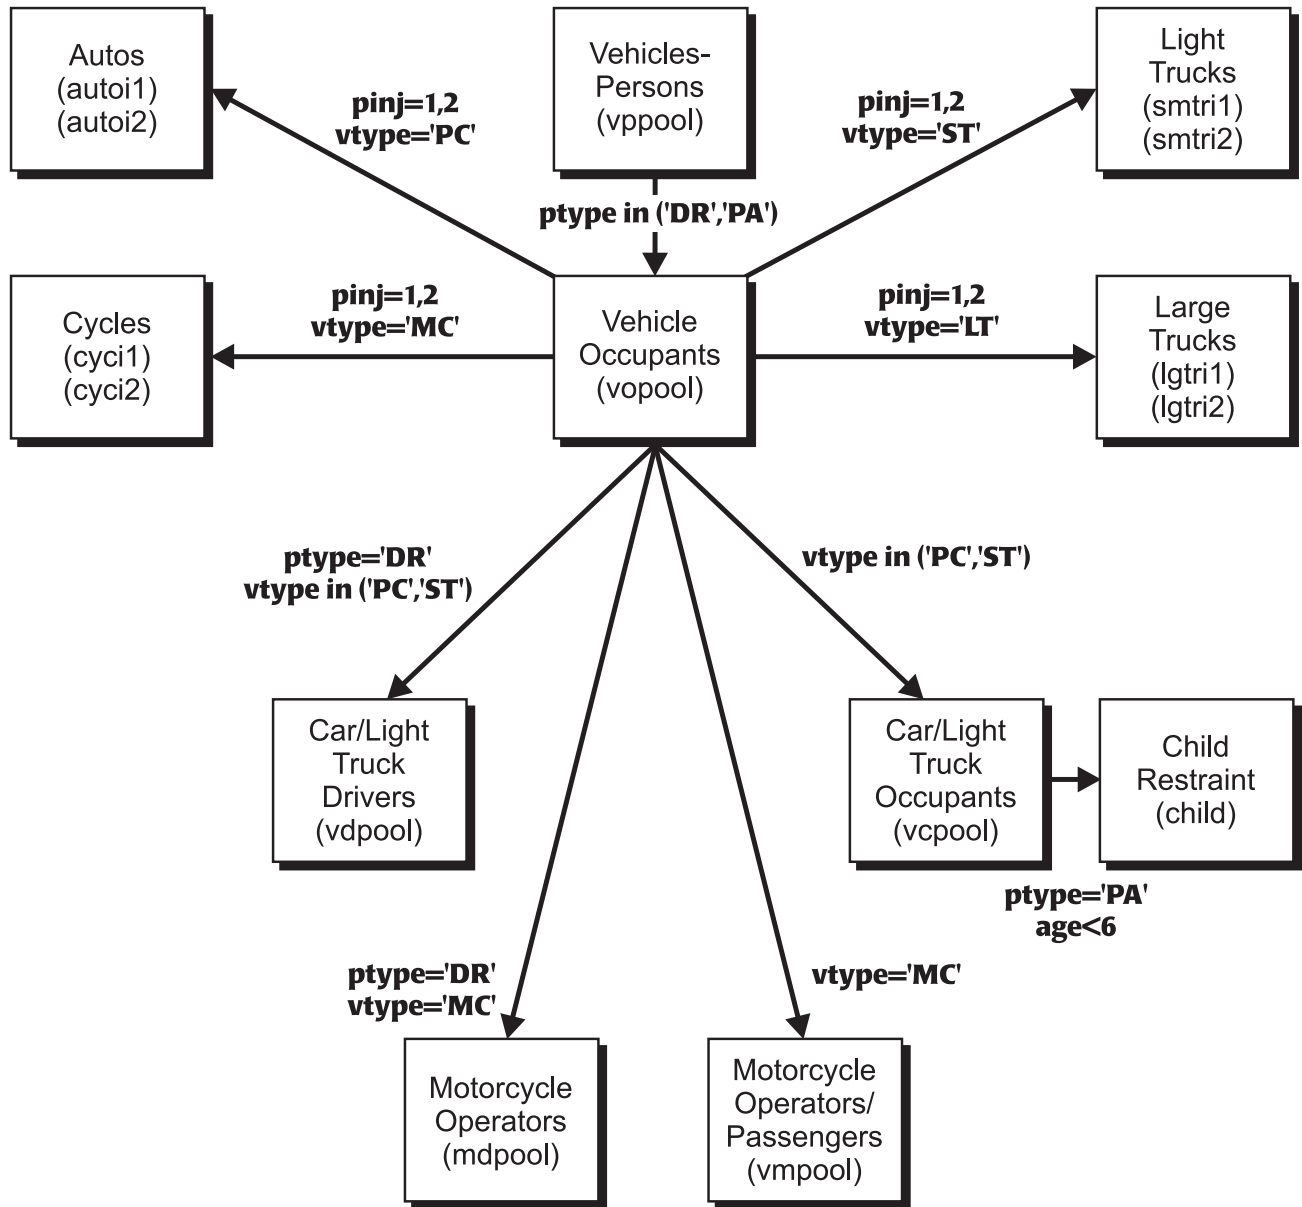 Autos
(autoi1)
(autoi2)
pinj=1,2
vtype='PC'
Vehicles-
Persons
(vppool)
pinj=1,2
vtype='ST'
Light
Trucks
(smtri1)
(smtri2)
ptype in ('DR','PA')
Cycles
(cyci1)
(cyci2)
pinj=1,2
vtype='MC'
Vehicle
Occupants
(vopool)
pinj=1,2
vtype='LT'
Large
Trucks
(lgtri1)
(lgtri2)
ptype='DR'
vtype in ('PC','ST')
vtype in ('PC','ST')
Car/Light
Truck
Drivers
(vdpool)
Car/Light
Truck
Occupants
(vcpool)
Child
Restraint
(child)
ptype='PA'
age<6
ptype='DR'
vtype='MC'
vtype='MC'
Motorcycle
Operators
(mdpool)
Motorcycle
Operators/
Passengers
(vmpool)